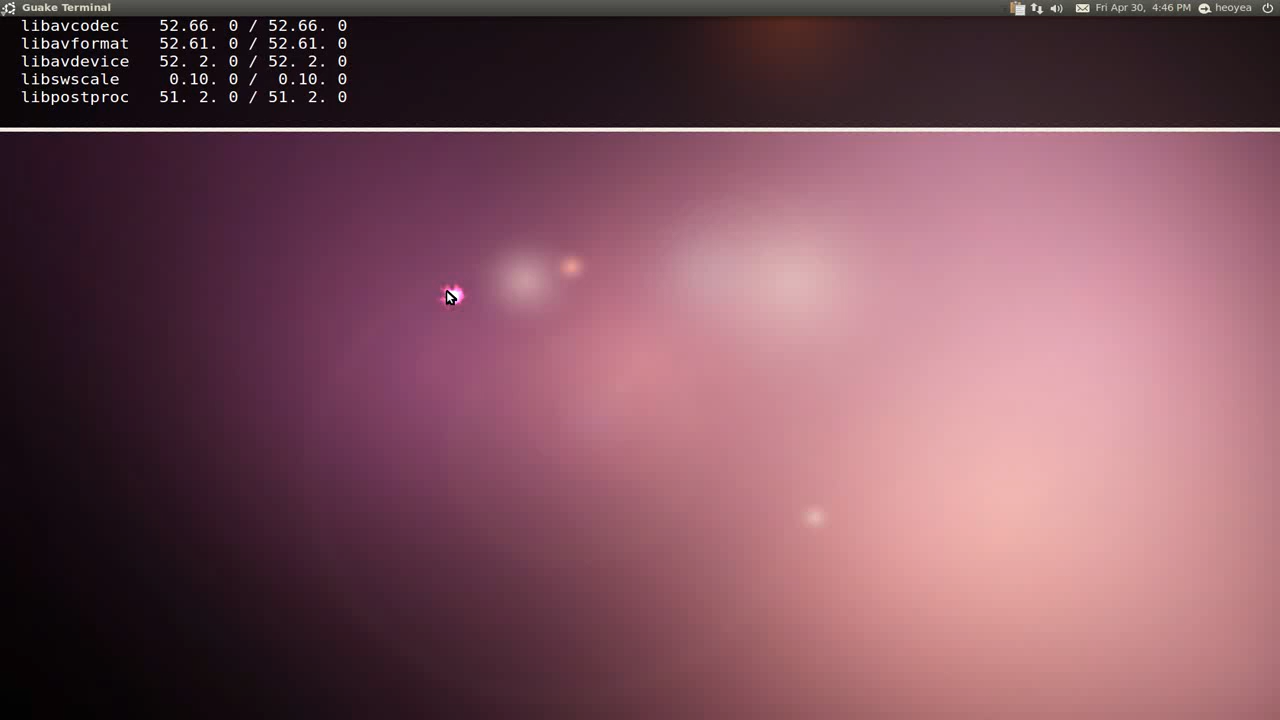 Guake Terminal Fri Apr 30, 4:46 PM heoyea
libavcodec 52.66. 0 / 52.66. 0
libavformat 52.61. 0 / 52.61. 0
libavdevice 52. 2. 0 / 52. 2. 0
libswscale 0.10. 0 / 0.10. 0
libpostproc 51. 2. 0 / 51. 2. 0